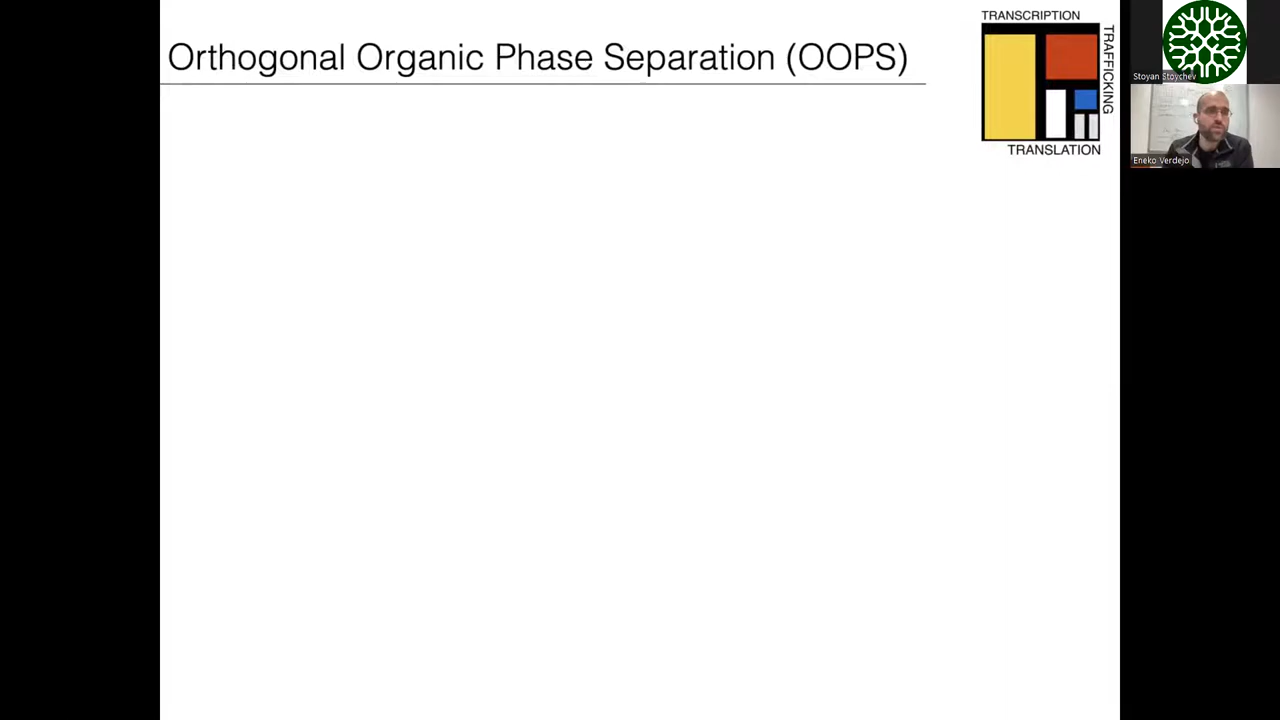 Orthogonal Organic Phase Separation (OOPS)
TRANSCRIPTION
TRAFFICKING
TRANSLATION
Stoyan Stoychev
Eneko Verdejo